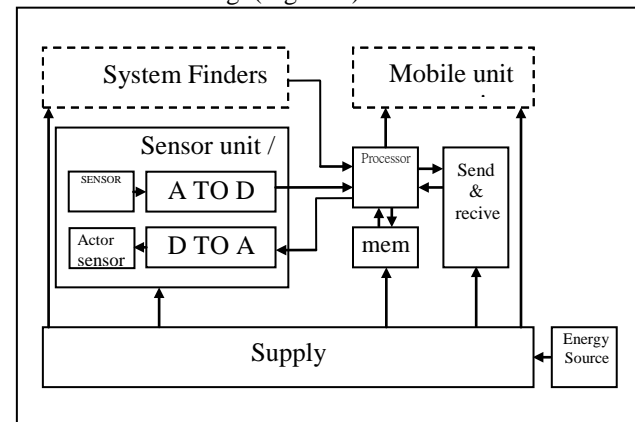 System Finders
Mobile unit
Sensor unit /
SENSOR
A TO D
Processor
Send
&
recive
Actor
sensor
D TO A
mem
Supply
Energy
Source